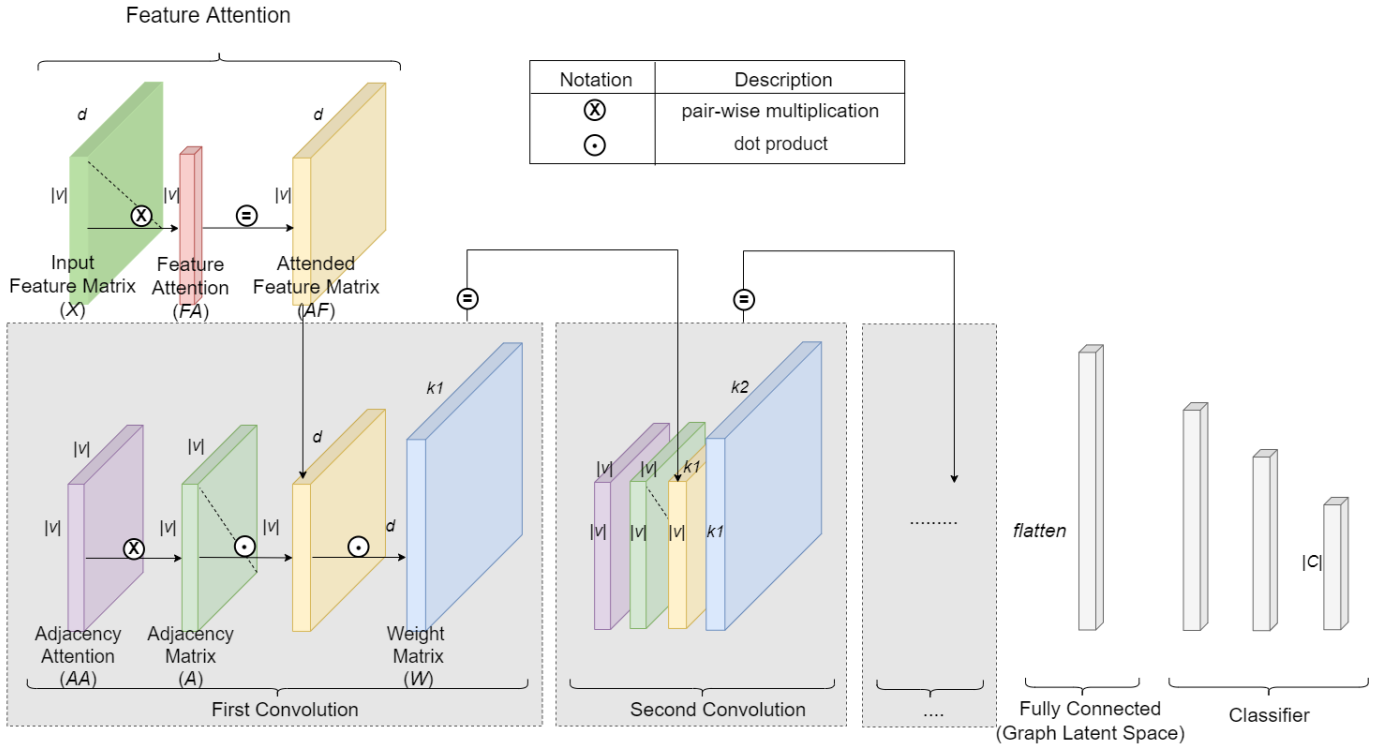 Feature Attention
Notation Description
X pair-wise multiplication
dot product
d
d
|v|
|v|
|v|
X
=
Input
Feature Matrix
(X)
Feature
Attention
(FA)
Attended
Feature Matrix
(AF)
=
=
k1
k2
|v|
|v|
d
|v|
|v|
k1
|v|
|v|
|v|
d
X
|v|
|v|
|v|
k1
........
flatten
|C|
Adjacency
Attention
(AA)
Adjacency
Matrix
(A)
Weight
Matrix
(W)
First Convolution
Second Convolution
....
Fully Connected
(Graph Latent Space)
Classifier